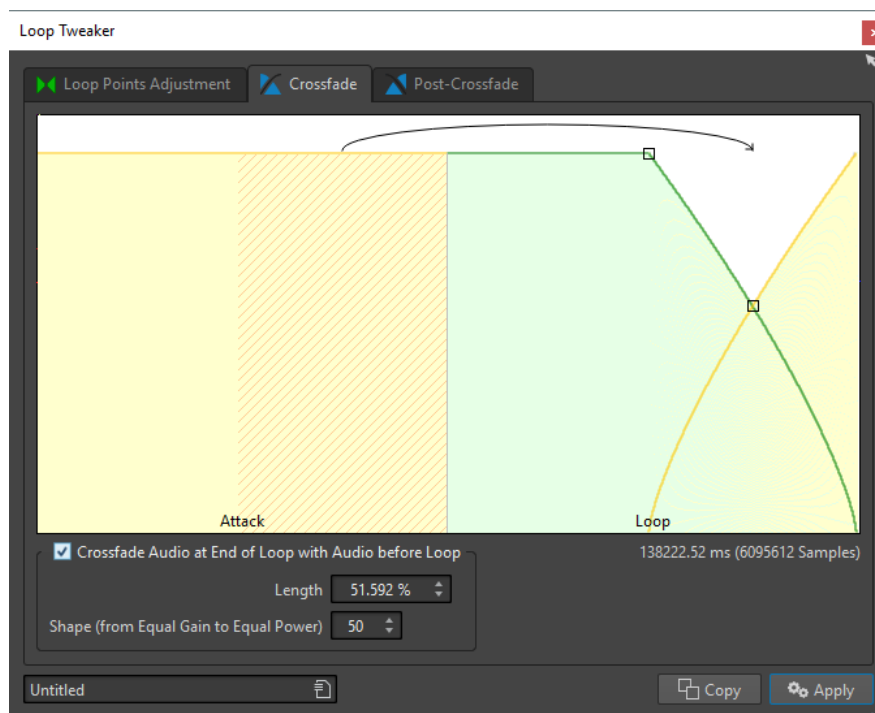 Loop Tweaker
Loop Points Adjustment Crossfade Post-Crossfade
Attack Loop
Crossfade Audio at End of Loop with Audio before Loop 138222.52 ms (6095612 Samples)
Length 51.592 %
Shape (from Equal Gain to Equal Power) 50
Untitled Copy Apply